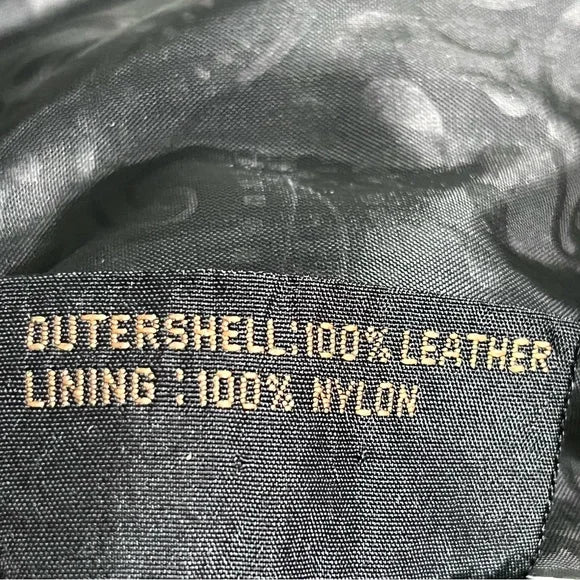 OUTERSHELL:100% LEATHER
LINING :100% NYLON